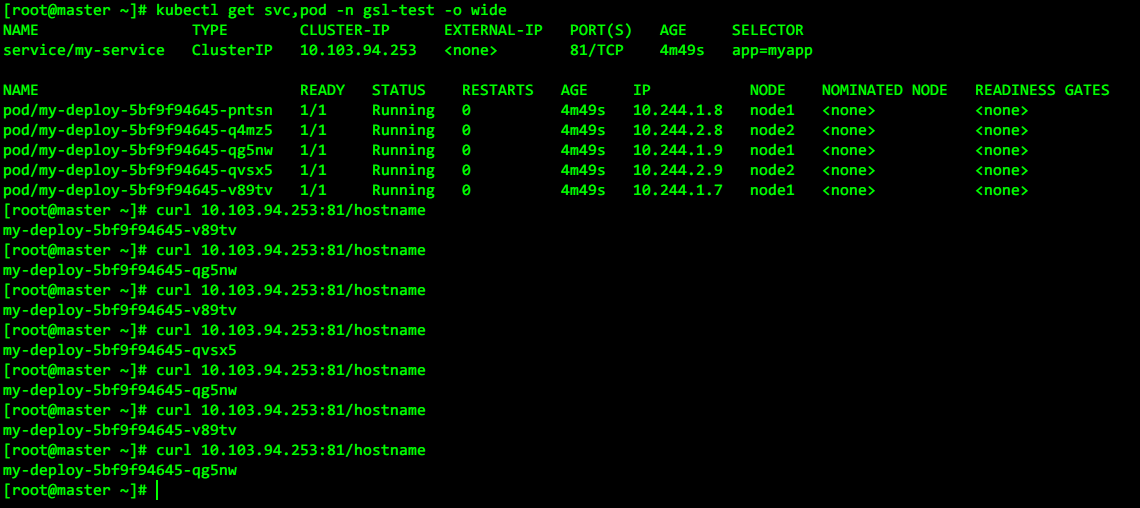 [root@master ~]# kubectl get svc,pod -n gsl-test -o wide
NAME                 TYPE        CLUSTER-IP      EXTERNAL-IP   PORT(S)   AGE     SELECTOR
service/my-service   ClusterIP   10.103.94.253   <none>        81/TCP    4m49s   app=myapp
NAME                             READY   STATUS    RESTARTS   AGE     IP           NODE    NOMINATED NODE   READINESS GATES
pod/my-deploy-5bf9f94645-pntsn   1/1     Running   0          4m49s   10.244.1.8   node1   <none>           <none>
pod/my-deploy-5bf9f94645-q4mz5   1/1     Running   0          4m49s   10.244.2.8   node2   <none>           <none>
pod/my-deploy-5bf9f94645-qg5nw   1/1     Running   0          4m49s   10.244.1.9   node1   <none>           <none>
pod/my-deploy-5bf9f94645-qvsx5   1/1     Running   0          4m49s   10.244.2.9   node2   <none>           <none>
pod/my-deploy-5bf9f94645-v89tv   1/1     Running   0          4m49s   10.244.1.7   node1   <none>           <none>
[root@master ~]# curl 10.103.94.253:81/hostname
my-deploy-5bf9f94645-v89tv
[root@master ~]# curl 10.103.94.253:81/hostname
my-deploy-5bf9f94645-qg5nw
[root@master ~]# curl 10.103.94.253:81/hostname
my-deploy-5bf9f94645-v89tv
[root@master ~]# curl 10.103.94.253:81/hostname
my-deploy-5bf9f94645-qvsx5
[root@master ~]# curl 10.103.94.253:81/hostname
my-deploy-5bf9f94645-qg5nw
[root@master ~]# curl 10.103.94.253:81/hostname
my-deploy-5bf9f94645-v89tv
[root@master ~]# curl 10.103.94.253:81/hostname
my-deploy-5bf9f94645-qg5nw
[root@master ~]#